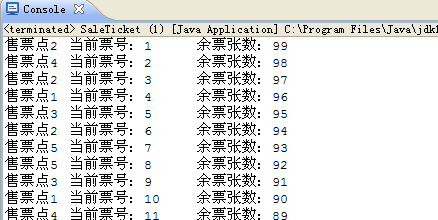 Console
<terminated> SaleTicket (1) [Java Application] C:\Program Files\Java\jdk
售票点2 当前票号：1 余票张数：99
售票点4 当前票号：2 余票张数：98
售票点2 当前票号：3 余票张数：97
售票点1 当前票号：4 余票张数：96
售票点3 当前票号：5 余票张数：95
售票点2 当前票号：6 余票张数：94
售票点5 当前票号：7 余票张数：93
售票点5 当前票号：8 余票张数：92
售票点3 当前票号：9 余票张数：91
售票点1 当前票号：10 余票张数：90
售票点4 当前票号：11 余票张数：89